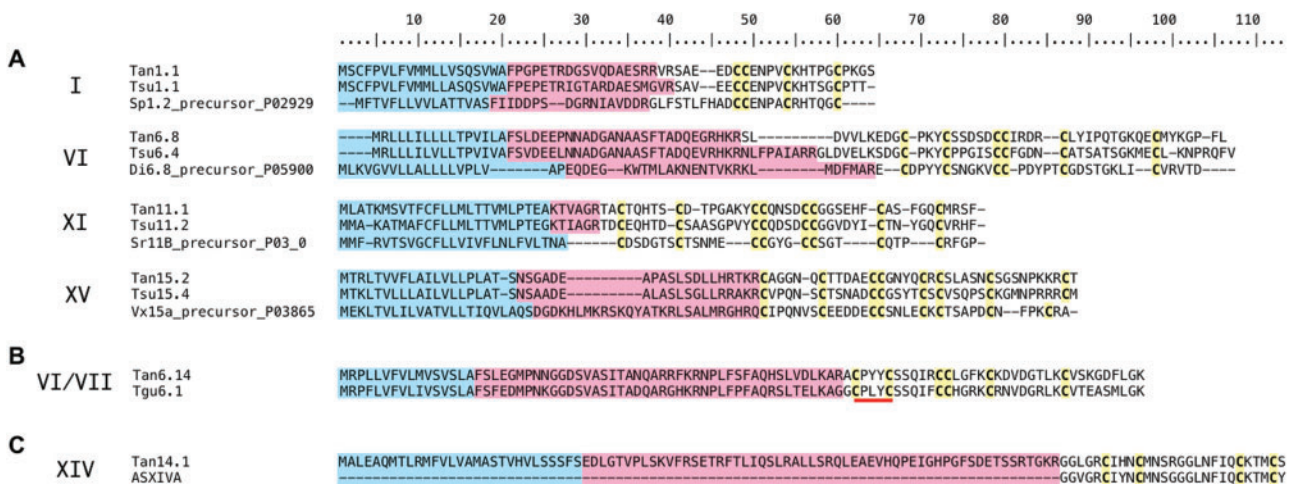 10 20 30 40 50 60 70 80 90 100 110
A
I
Tan1.1 MSCFPVLFVMMLLVSQSVWAFPGPETRDGSVQDAESRRVRSAE--EDCCENPVCKHTPGCPKGS
Tsu1.1 MSCFPVLFVMMLLASQSVWAFPEPETRIGTARDAESMGVRSAV--EECCENPVCKHTSGCPTT-
Sp1.2_precursor_P02929 --MFTVFLLVVLATTVASFIIDDPS-DGRNIAVDDRGLFSTLFHADCCENPACRHTQGC----
VI
Tan6.8 ----MRLLLILLLLTPVILAFSLDEEPNNADGANAASFTADQEGRHKRSL---------DVVLKEDGC-PKYCSSDSDCCIRDR-CLYIPQTGKQECMYKGP-FL
Tsu6.4 ----MRLLLILVLLTPVIVAFSVDEELNNADGANAASFTADQEVRHKRNLFPAIARRGLDVELKSDGC-PKYCPPGISCCFGDN-CATSATSGKMEC-LKNPRQFV
Di6.8_precursor_P05900 MLKVGVVLLALLLLVPLV-------APEQDEG-KWTMLAKNENTVKRKL------MDFMARE--CDPYYCSNGKVCC-PDYPTCGDSTGKLI--CVRVTD----
XI
Tan11.1 MLATKMSVTFCFLLMLTTVMLPTEAKTVAGRTACTQHTS-CD-TPGAKYCCQNSDCCGGSEHF-CAS-FGQCMRSF-
Tsu11.2 MMA-KATMAFCFLLMLTTVMLPTEGKTIAGRTDCEQHTD-CSAASGPVYCCQDSDCCGGVDYI-CTN-YGQCVRHF-
Sr11B_precursor_P03_0 MMF-RVTSVGCFLLVIVFLNLFVLTNA------CDSDGTSCTSNME----CCGYG-CCSGT---CQTP---CRFGP-
XV
Tan15.2 MTRLTVVFLAILVLLPLAT-SNSGADE----------APASLSDLLHRTKRCAGGN-QCTTDAECCGNYQCRCSLASNCSGSNPKKRCT
Tsu15.4 MTKLTVLLLAILVLLPLAT-SNSAADE----------ALASLSGLLRRAKRCVPQN-SCTSNADCCGSYTCSCVSQPSCKGMNPRRRCM
Vx15a_precursor_P03865 MEKLTVLILVATVLLTIQVLAQSDGDKHLMKRSKQYATKRLSALMRGHRQCIPQNVSCEEDDECCSNLECKCTSAPDCN--FPKCRA-
B
VI/VII
Tan6.14 MRPLLVFVLMVSVSLAFSLEGMPNNGGDSVASITANQARRFKRNPLFSFAQHSLVDLKARACPYYCSSQIRCCLGFKCKDVDGTLKCVSKGDFLGK
Tgu6.1 MRPFLVFVLIVSVSLAFSFEDMPNKGGDSVASITADQARGHKRNPLFPFAQRSLTELKAGGCPLYCSSQIFCCHGRKCRNVDGRLKCVTEASMLGK
C
XIV
Tan14.1 MALEAQMTLRMFVLVAMASTVHVLSSSFSEDLGTVPLSKVFRSETRFTLIQSLRALLSRQLEAEVHQPEIGHPGFSDETSSRTGKRGGLGRCIHNCMNSRGGLNFIQCKTMCS
ASXIVA --------------------------------------------------------------------------------------GGVGRCIYNCMNSGGGLNFIQCKTMCY